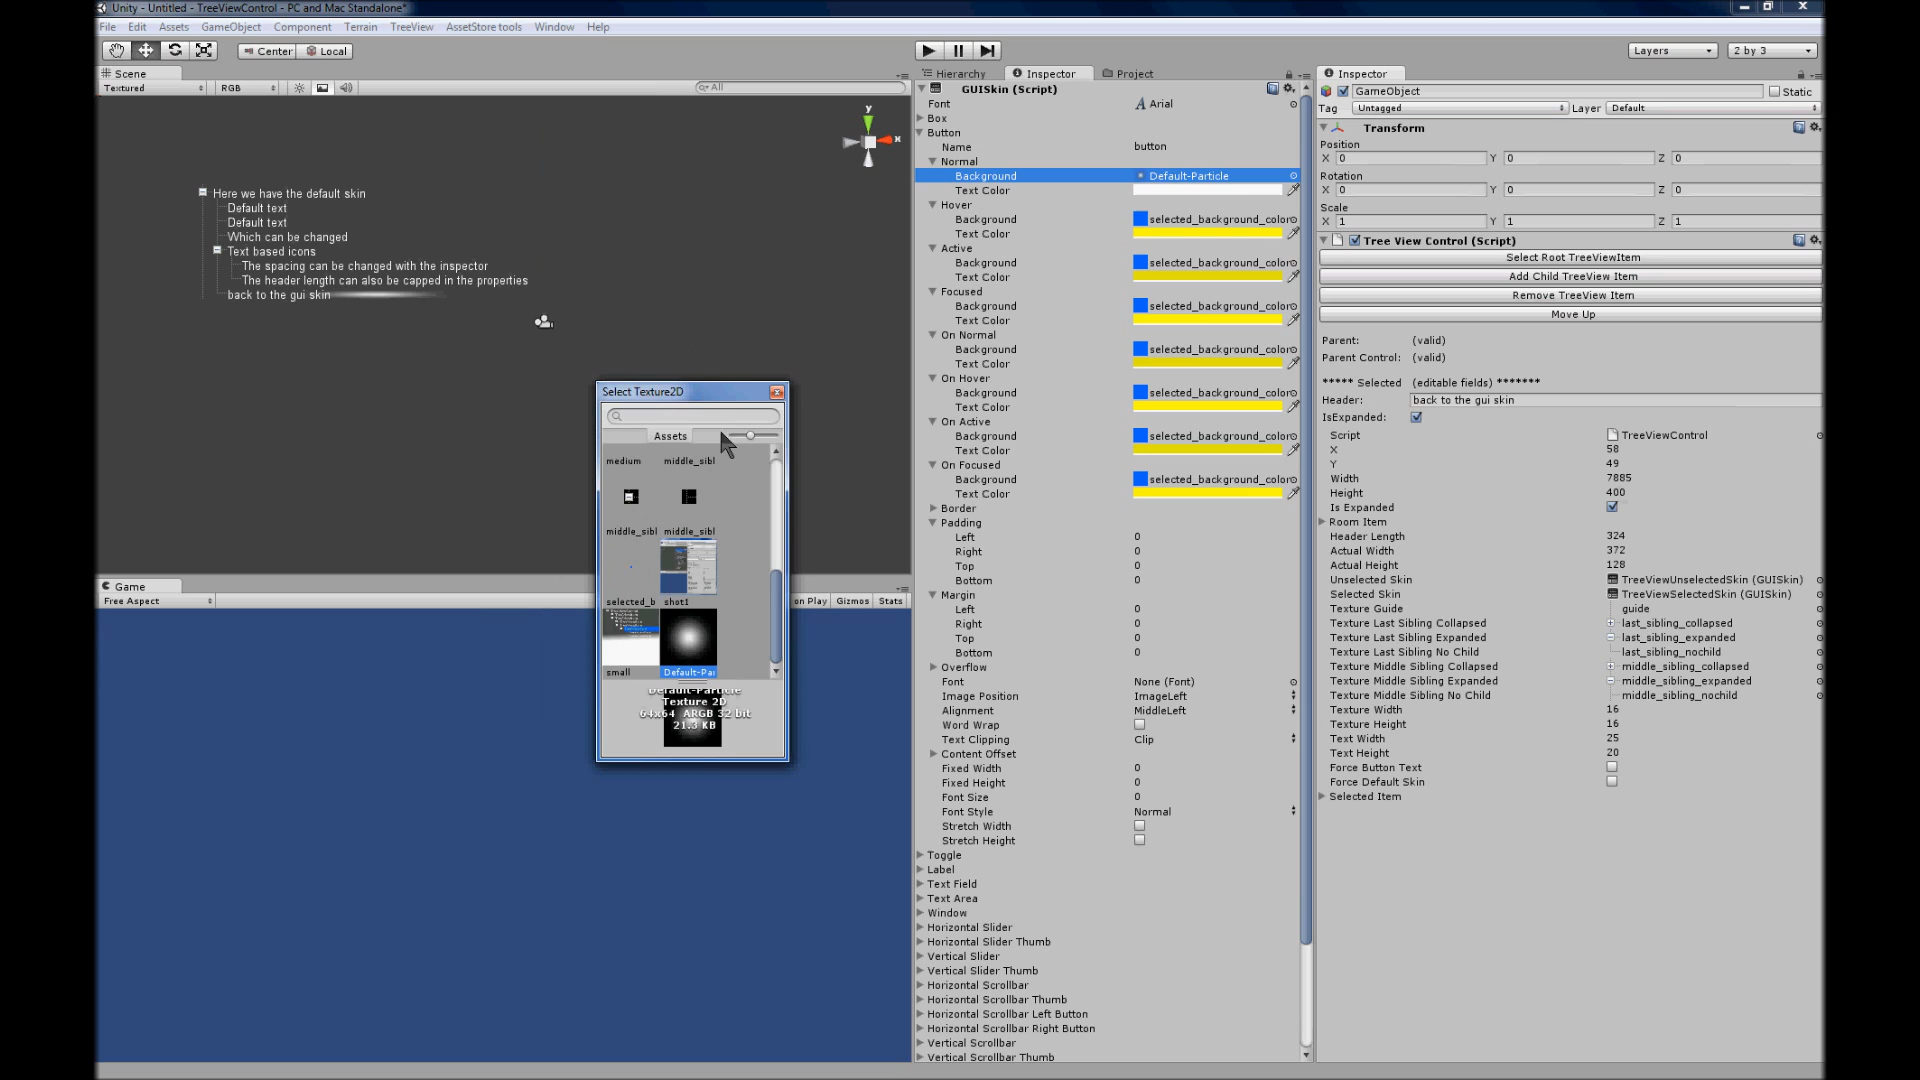 Unity - Untitled - TreeViewControl - PC and Mac Standalone*
File Edit Assets GameObject Component Terrain TreeView AssetStore tools Window Help
Center Local
Layers 2 by 3
Scene
Textured RGB All
y
x
Here we have the default skin
Default text
Default text
Which can be changed
Text based icons
The spacing can be changed with the inspector
The header length can also be capped in the properties
back to the gui skin
Game
Free Aspect on Play Gizmos Stats
Select Texture2D
Assets
medium middle_sibl
middle_sibl middle_sibl
selected_b shot1
small Default-Par
Default-Particle
Texture 2D
64x64 ARGB 32 bit
21.3 KB
Hierarchy Inspector Project
GUISkin (Script)
Font Arial
Box
Button
Name button
Normal
Background Default-Particle
Text Color
Hover
Background selected_background_color
Text Color
Active
Background selected_background_color
Text Color
Focused
Background selected_background_color
Text Color
On Normal
Background selected_background_color
Text Color
On Hover
Background selected_background_color
Text Color
On Active
Background selected_background_color
Text Color
On Focused
Background selected_background_color
Text Color
Border
Padding
Left 0
Right 0
Top 0
Bottom 0
Margin
Left 0
Right 0
Top 0
Bottom 0
Overflow
Font None (Font)
Image Position ImageLeft
Alignment MiddleLeft
Word Wrap
Text Clipping Clip
Content Offset
Fixed Width 0
Fixed Height 0
Font Size 0
Font Style Normal
Stretch Width
Stretch Height
Toggle
Label
Text Field
Text Area
Window
Horizontal Slider
Horizontal Slider Thumb
Vertical Slider
Vertical Slider Thumb
Horizontal Scrollbar
Horizontal Scrollbar Thumb
Horizontal Scrollbar Left Button
Horizontal Scrollbar Right Button
Vertical Scrollbar
Vertical Scrollbar Thumb
Inspector
GameObject Static
Tag Untagged Layer Default
Transform
Position
X 0 Y 0 Z 0
Rotation
X 0 Y 0 Z 0
Scale
X 1 Y 1 Z 1
Tree View Control (Script)
Select Root TreeViewItem
Add Child TreeView Item
Remove TreeView Item
Move Up
Parent: (valid)
Parent Control: (valid)
***** Selected (editable fields) *******
Header: back to the gui skin
IsExpanded:
Script TreeViewControl
X 58
Y 49
Width 7885
Height 400
Is Expanded
Room Item
Header Length 324
Actual Width 372
Actual Height 128
Unselected Skin TreeViewUnselectedSkin (GUISkin)
Selected Skin TreeViewSelectedSkin (GUISkin)
Texture Guide guide
Texture Last Sibling Collapsed last_sibling_collapsed
Texture Last Sibling Expanded last_sibling_expanded
Texture Last Sibling No Child last_sibling_nochild
Texture Middle Sibling Collapsed middle_sibling_collapsed
Texture Middle Sibling Expanded middle_sibling_expanded
Texture Middle Sibling No Child middle_sibling_nochild
Texture Width 16
Texture Height 16
Text Width 25
Text Height 20
Force Button Text
Force Default Skin
Selected Item